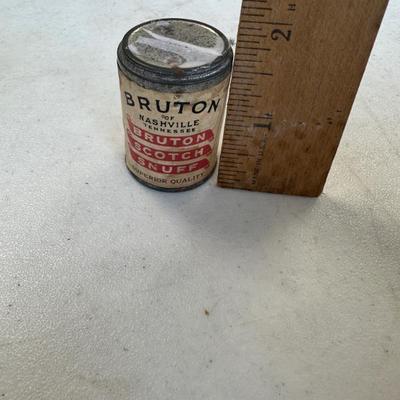 BRUTON
OF
NASHVILLE
TENNESSEE
BRUTON
SCOTCH
SNUFF
SUPERIOR QUALITY
2
1